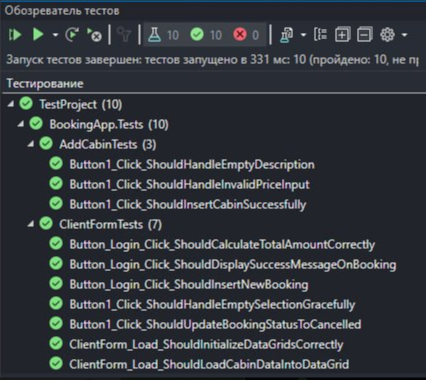 Обозреватель тестов
10 10 0
Запуск тестов завершен: тестов запущено в 331 мс: 10 (пройдено: 10, не п
Тестирование
TestProject (10)
BookingApp.Tests (10)
AddCabinTests (3)
Button1_Click_ShouldHandleEmptyDescription
Button1_Click_ShouldHandleInvalidPriceInput
Button1_Click_ShouldInsertCabinSuccessfully
ClientFormTests (7)
Button_Login_Click_ShouldCalculateTotalAmountCorrectly
Button_Login_Click_ShouldDisplaySuccessMessageOnBooking
Button_Login_Click_ShouldInsertNewBooking
Button1_Click_ShouldHandleEmptySelectionGracefully
Button1_Click_ShouldUpdateBookingStatusToCancelled
ClientForm_Load_ShouldInitializeDataGridsCorrectly
ClientForm_Load_ShouldLoadCabinDataIntoDataGrid